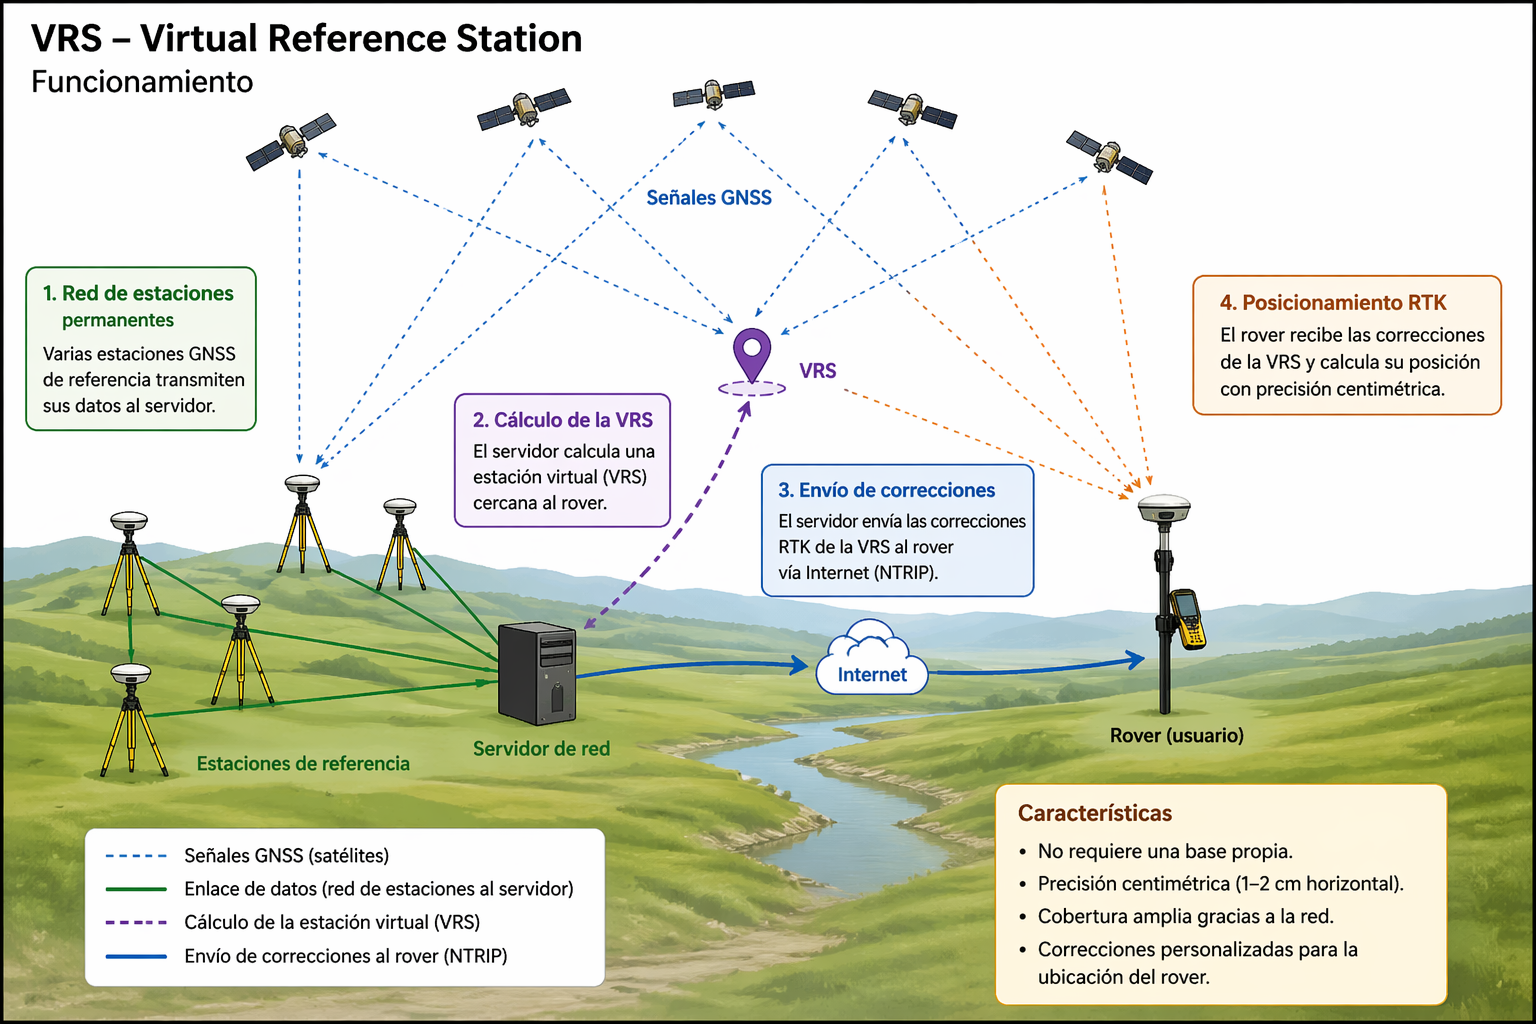 VRS – Virtual Reference Station
Funcionamiento
Señales GNSS
1. Red de estaciones
permanentes
Varias estaciones GNSS
de referencia transmiten
sus datos al servidor.
4. Posicionamiento RTK
El rover recibe las correcciones
de la VRS y calcula su posición
con precisión centimétrica.
VRS
2. Cálculo de la VRS
El servidor calcula una
estación virtual (VRS)
cercana al rover.
3. Envío de correcciones
El servidor envía las correcciones
RTK de la VRS al rover
vía Internet (NTRIP).
Internet
Rover (usuario)
Servidor de red
Estaciones de referencia
Señales GNSS (satélites)
Enlace de datos (red de estaciones al servidor)
Cálculo de la estación virtual (VRS)
Envío de correcciones al rover (NTRIP)
Características
• No requiere una base propia.
• Precisión centimétrica (1–2 cm horizontal).
• Cobertura amplia gracias a la red.
• Correcciones personalizadas para la
ubicación del rover.